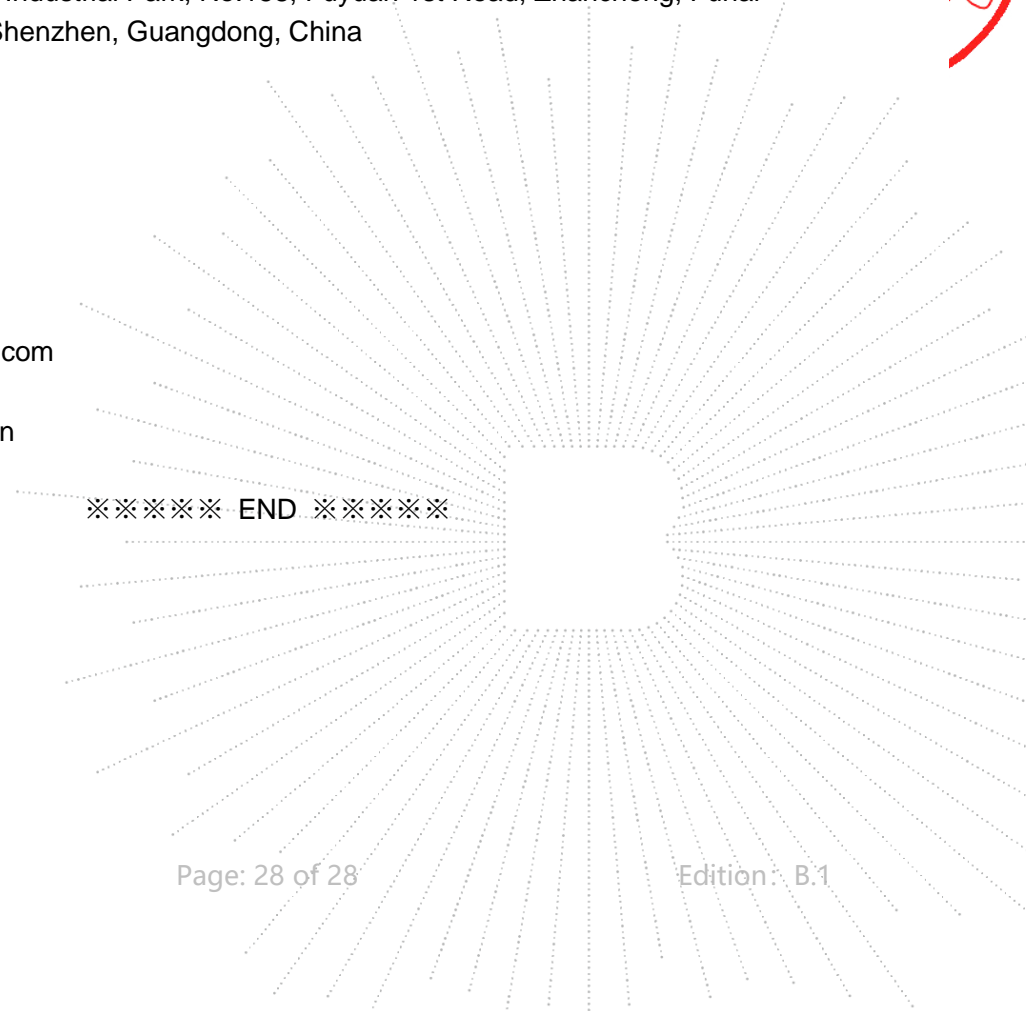 Shenzhen, Guangdong, China
com
n
※※※※※ END ※※※※※
Page: 28 of 28
Edition: B.1